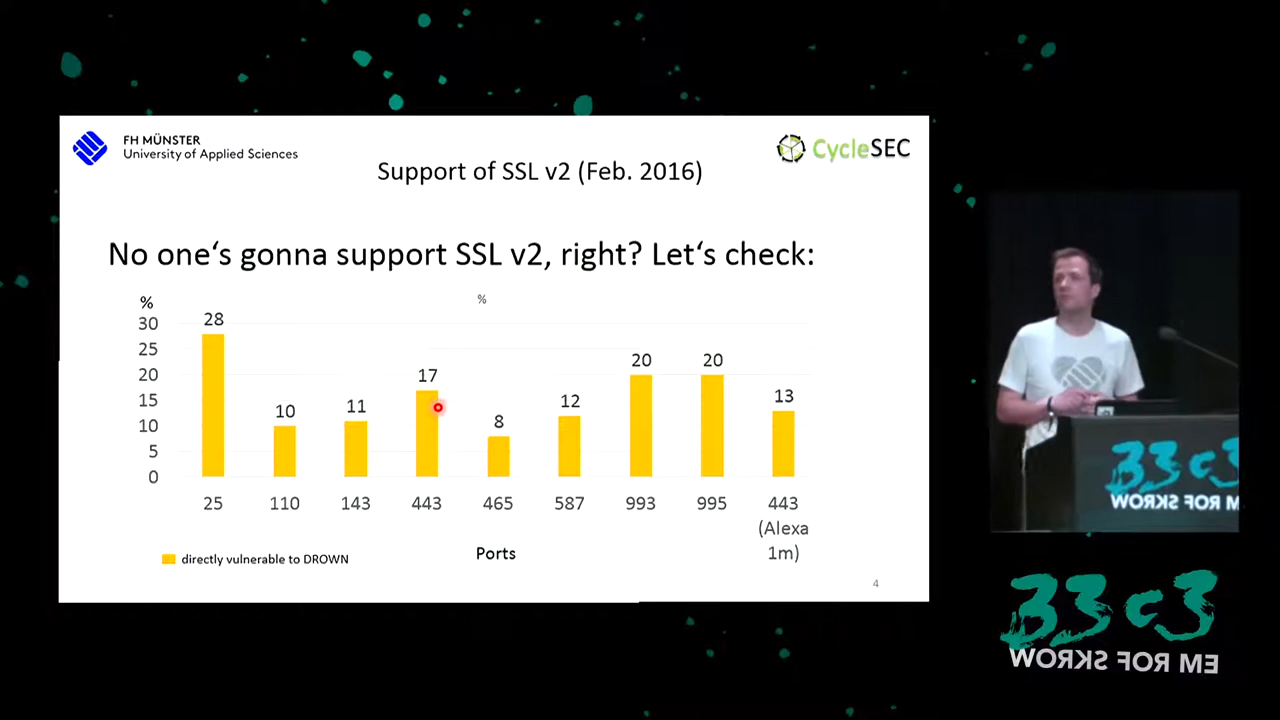 FH MÜNSTER
University of Applied Sciences
CycleSEC
Support of SSL v2 (Feb. 2016)
No one‘s gonna support SSL v2, right? Let‘s check:
%
%
30
25
20
15
10
5
0
28
10
11
17
8
12
20
20
13
25
110
143
443
465
587
993
995
443
(Alexa
1m)
directly vulnerable to DROWN
Ports
4
33C3
WORKS FOR ME
33C3
WORKS FOR ME